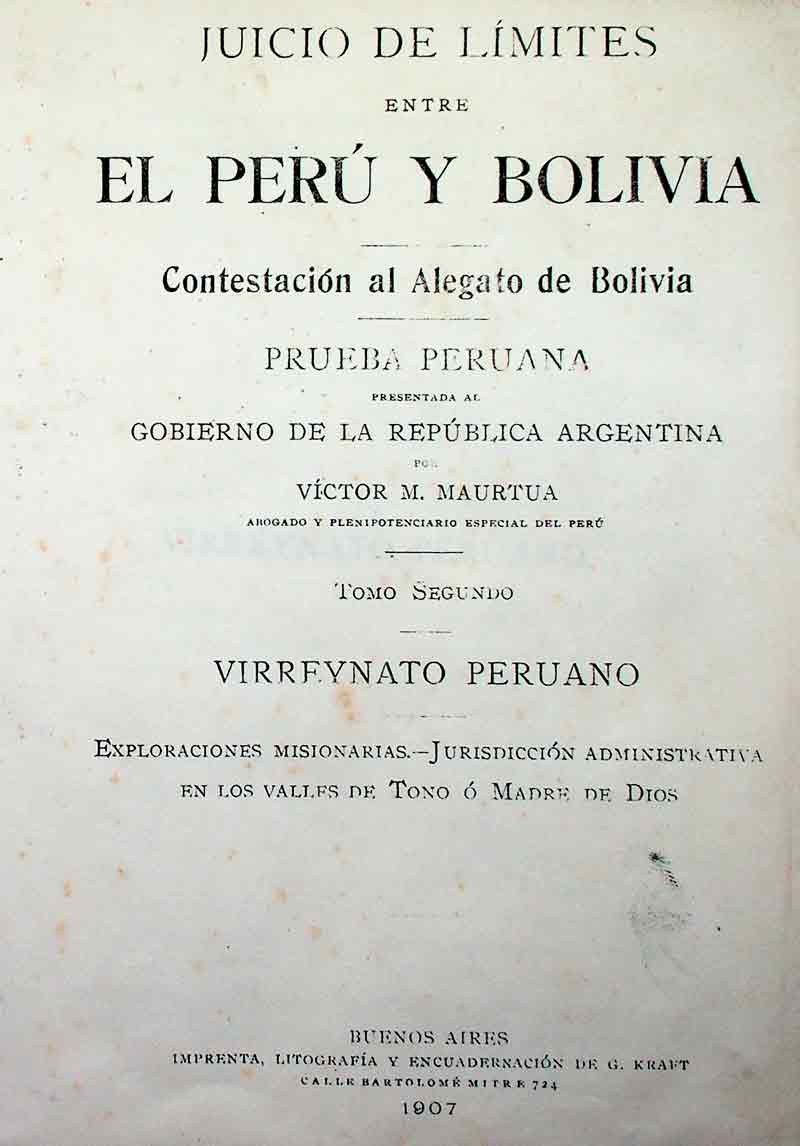 JUICIO DE LÍMITES
ENTRE
EL PERÚ Y BOLIVIA
Contestación al Alegato de Bolivia
PRUEBA PERUANA
PRESENTADA AL
GOBIERNO DE LA REPÚBLICA ARGENTINA
POR
VÍCTOR M. MAURTUA
ABOGADO Y PLENIPOTENCIARIO ESPECIAL DEL PERÚ
TOMO SEGUNDO
VIRREYNATO PERUANO
EXPLORACIONES MISIONARIAS.—JURISDICCIÓN ADMINISTRATIVA
EN LOS VALLES DE TONO Ó MADRE DE DIOS
BUENOS AIRES
IMPRENTA, LITOGRAFÍA Y ENCUADERNACIÓN DE G. KRAFT
CALLE BARTOLOMÉ MITRE 724
1907